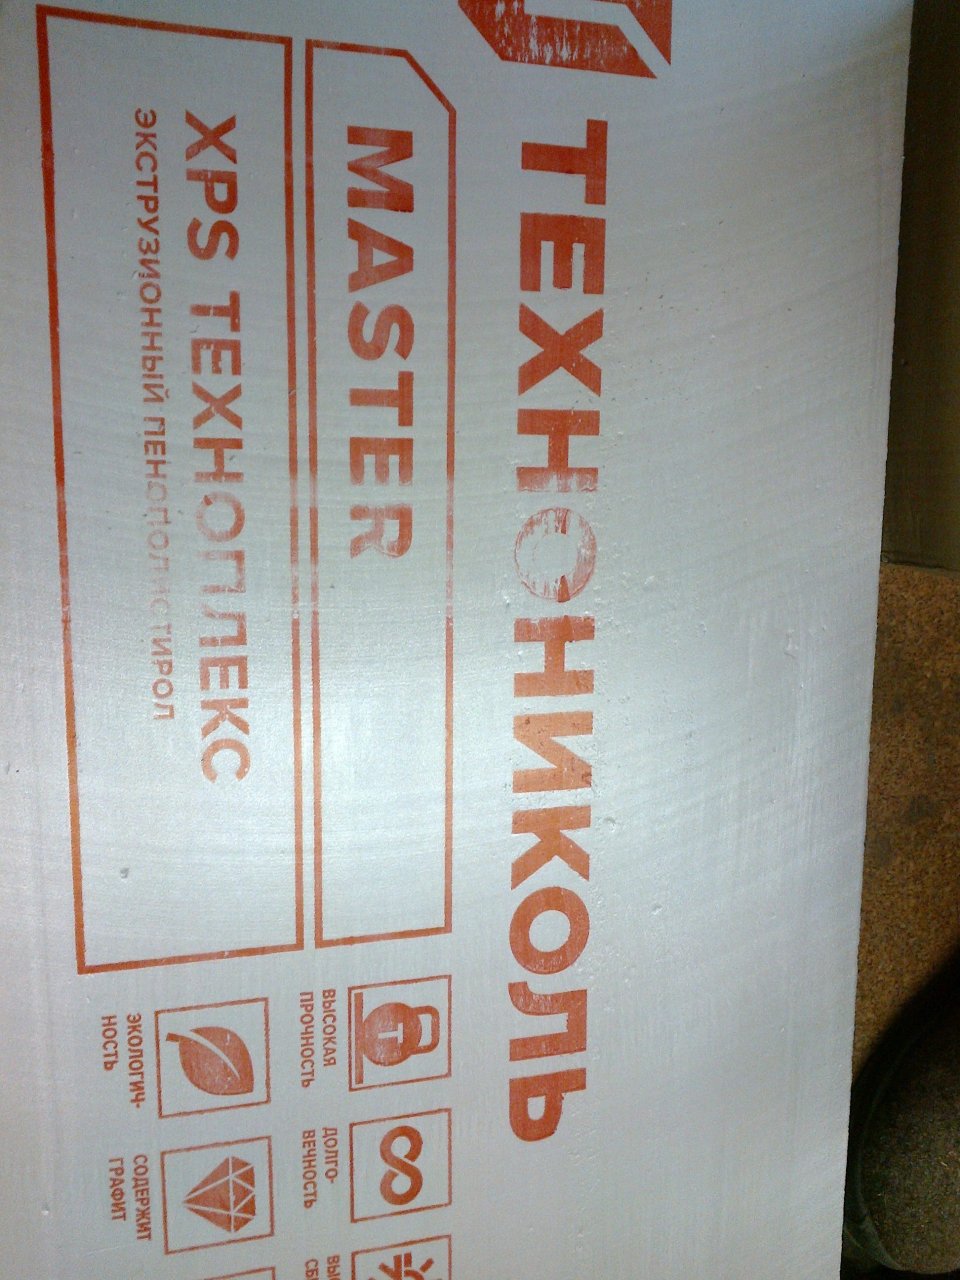 ТЕХНОНИКОЛЬ
MASTER
XPS ТЕХНОПЛЕКС
ЭКСТРУЗИОННЫЙ ПЕНОПОЛИСТИРОЛ
ВЫСОКАЯ
ПРОЧНОСТЬ
ДОЛГО-
ВЕЧНОСТЬ
ЭКОЛОГИЧ-
НОСТЬ
СОДЕРЖИТ
ГРАФИТ